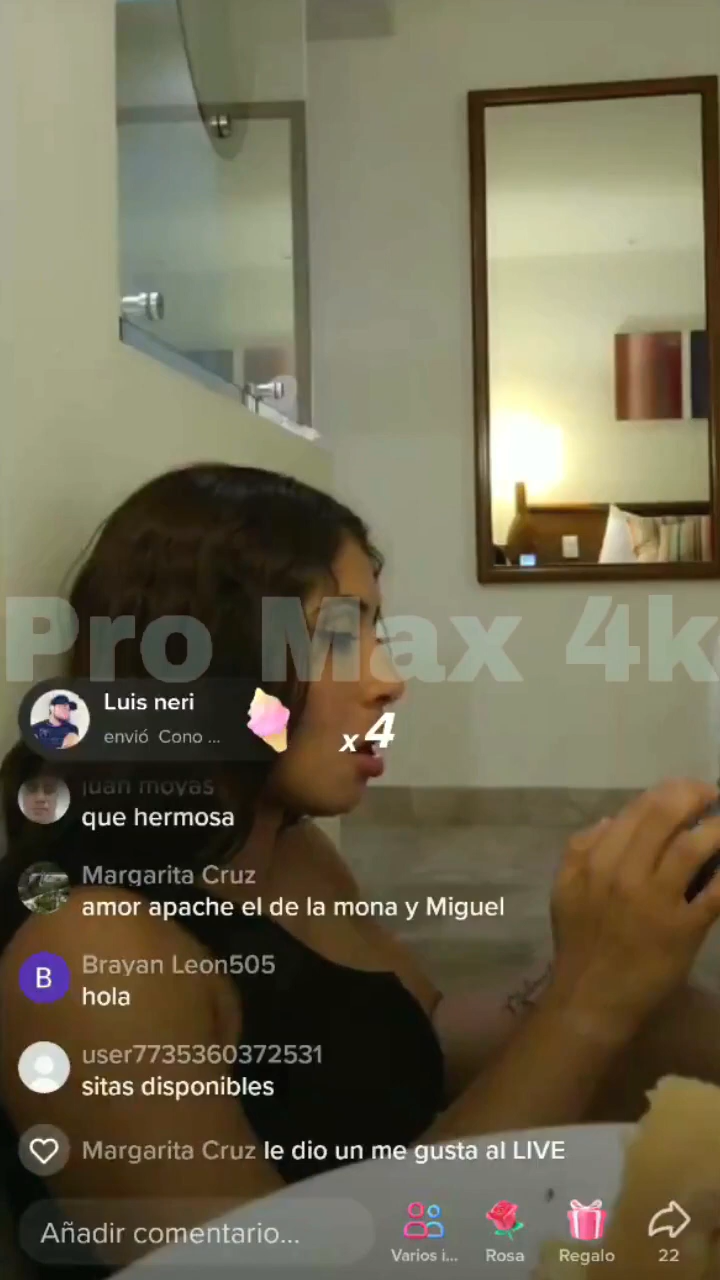 Pro Max 4k
Luis neri
envió Cono ...
x4
juan moyas
que hermosa
Margarita Cruz
amor apache el de la mona y Miguel
B
Brayan Leon505
hola
user7735360372531
sitas disponibles
Margarita Cruz le dio un me gusta al LIVE
Añadir comentario...
Varios i...
Rosa
Regalo
22